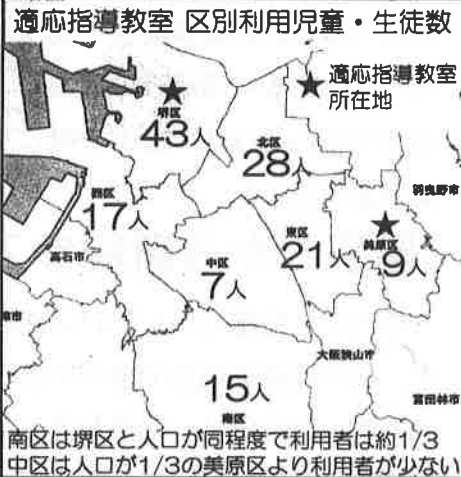 適応指導教室 区別利用児童・生徒数
★適応指導教室
所在地
★
堺区
43人
北区
28人
羽曳野市
西区
17人
高石市
中区
7人
東区
21人
★
美原区
9人
大阪狭山市
15人
南区
富田林市
南区は堺区と人口が同程度で利用者は約1/3
中区は人口が1/3の美原区より利用者が少ない